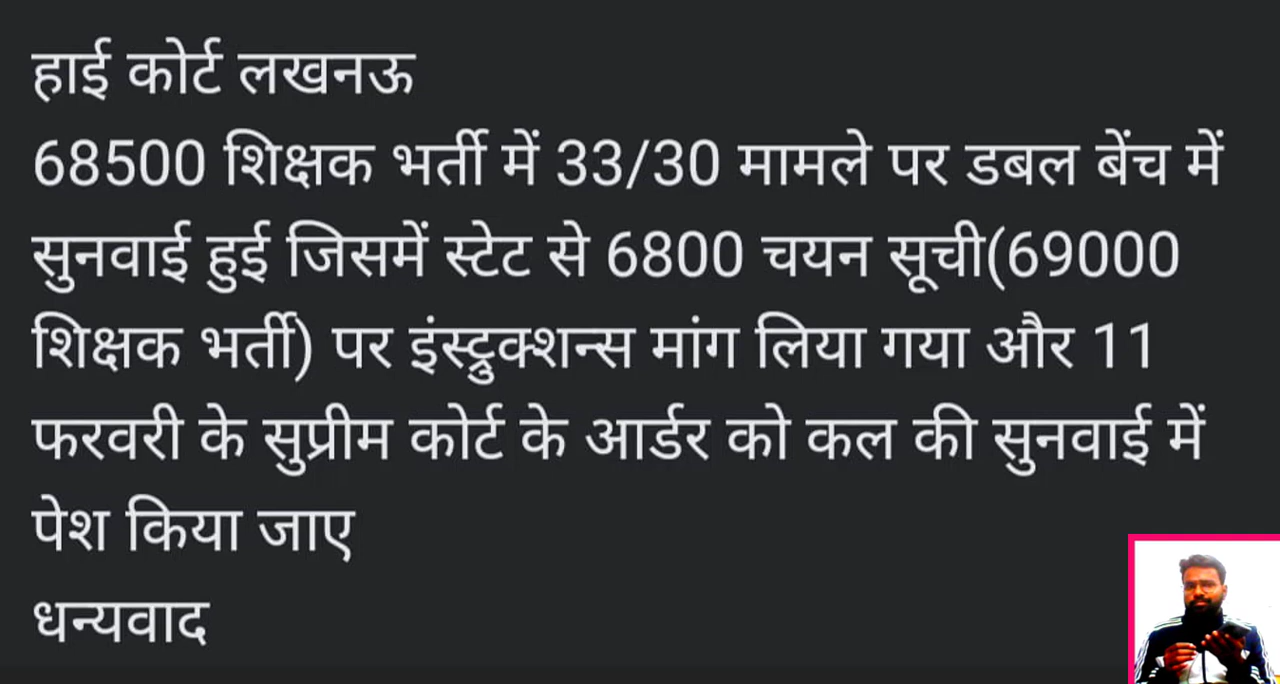 हाई कोर्ट लखनऊ
68500 शिक्षक भर्ती में 33/30 मामले पर डबल बेंच में
सुनवाई हुई जिसमें स्टेट से 6800 चयन सूची(69000
शिक्षक भर्ती) पर इंस्ट्रुक्शन्स मांग लिया गया और 11
फरवरी के सुप्रीम कोर्ट के आर्डर को कल की सुनवाई में
पेश किया जाए
धन्यवाद